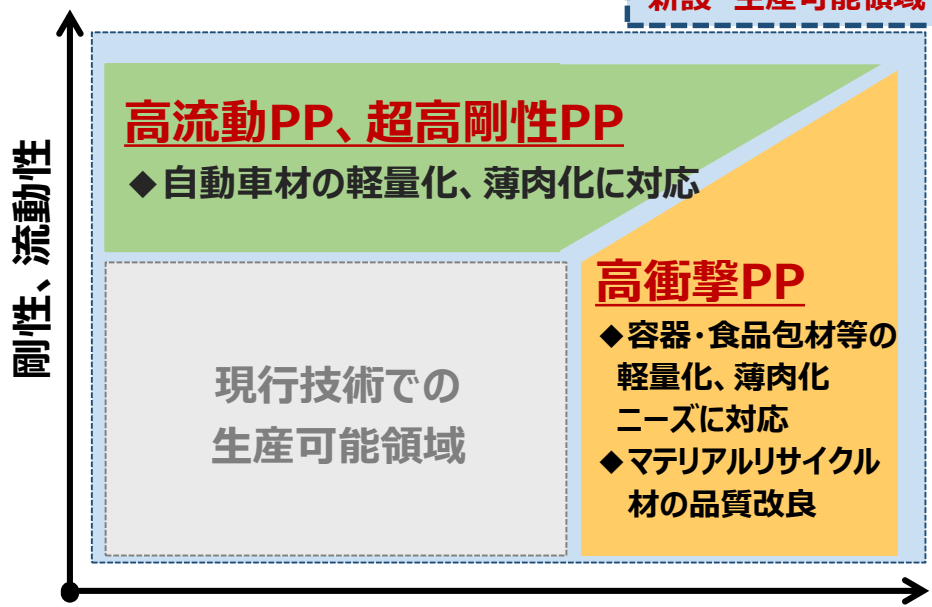 新設 生産可能領域
高流動PP、超高剛性PP
◆自動車材の軽量化、薄肉化に対応
剛性、流動性
高衝撃PP
◆容器・食品包材等の
軽量化、薄肉化
ニーズに対応
◆マテリアルリサイクル
材の品質改良
現行技術での
生産可能領域